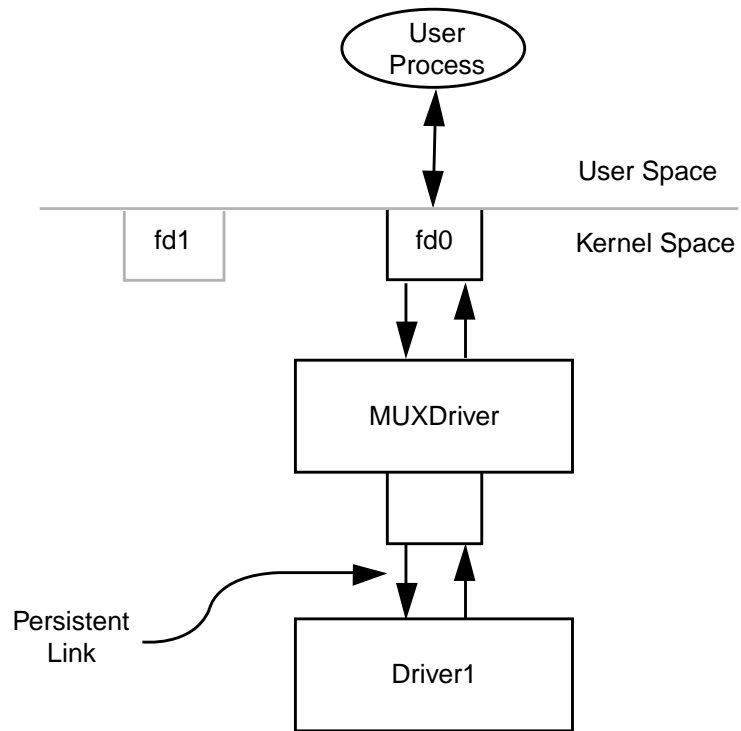 User
Process
User Space
fd1
fd0
Kernel Space
MUXDriver
Persistent
Link
Driver1